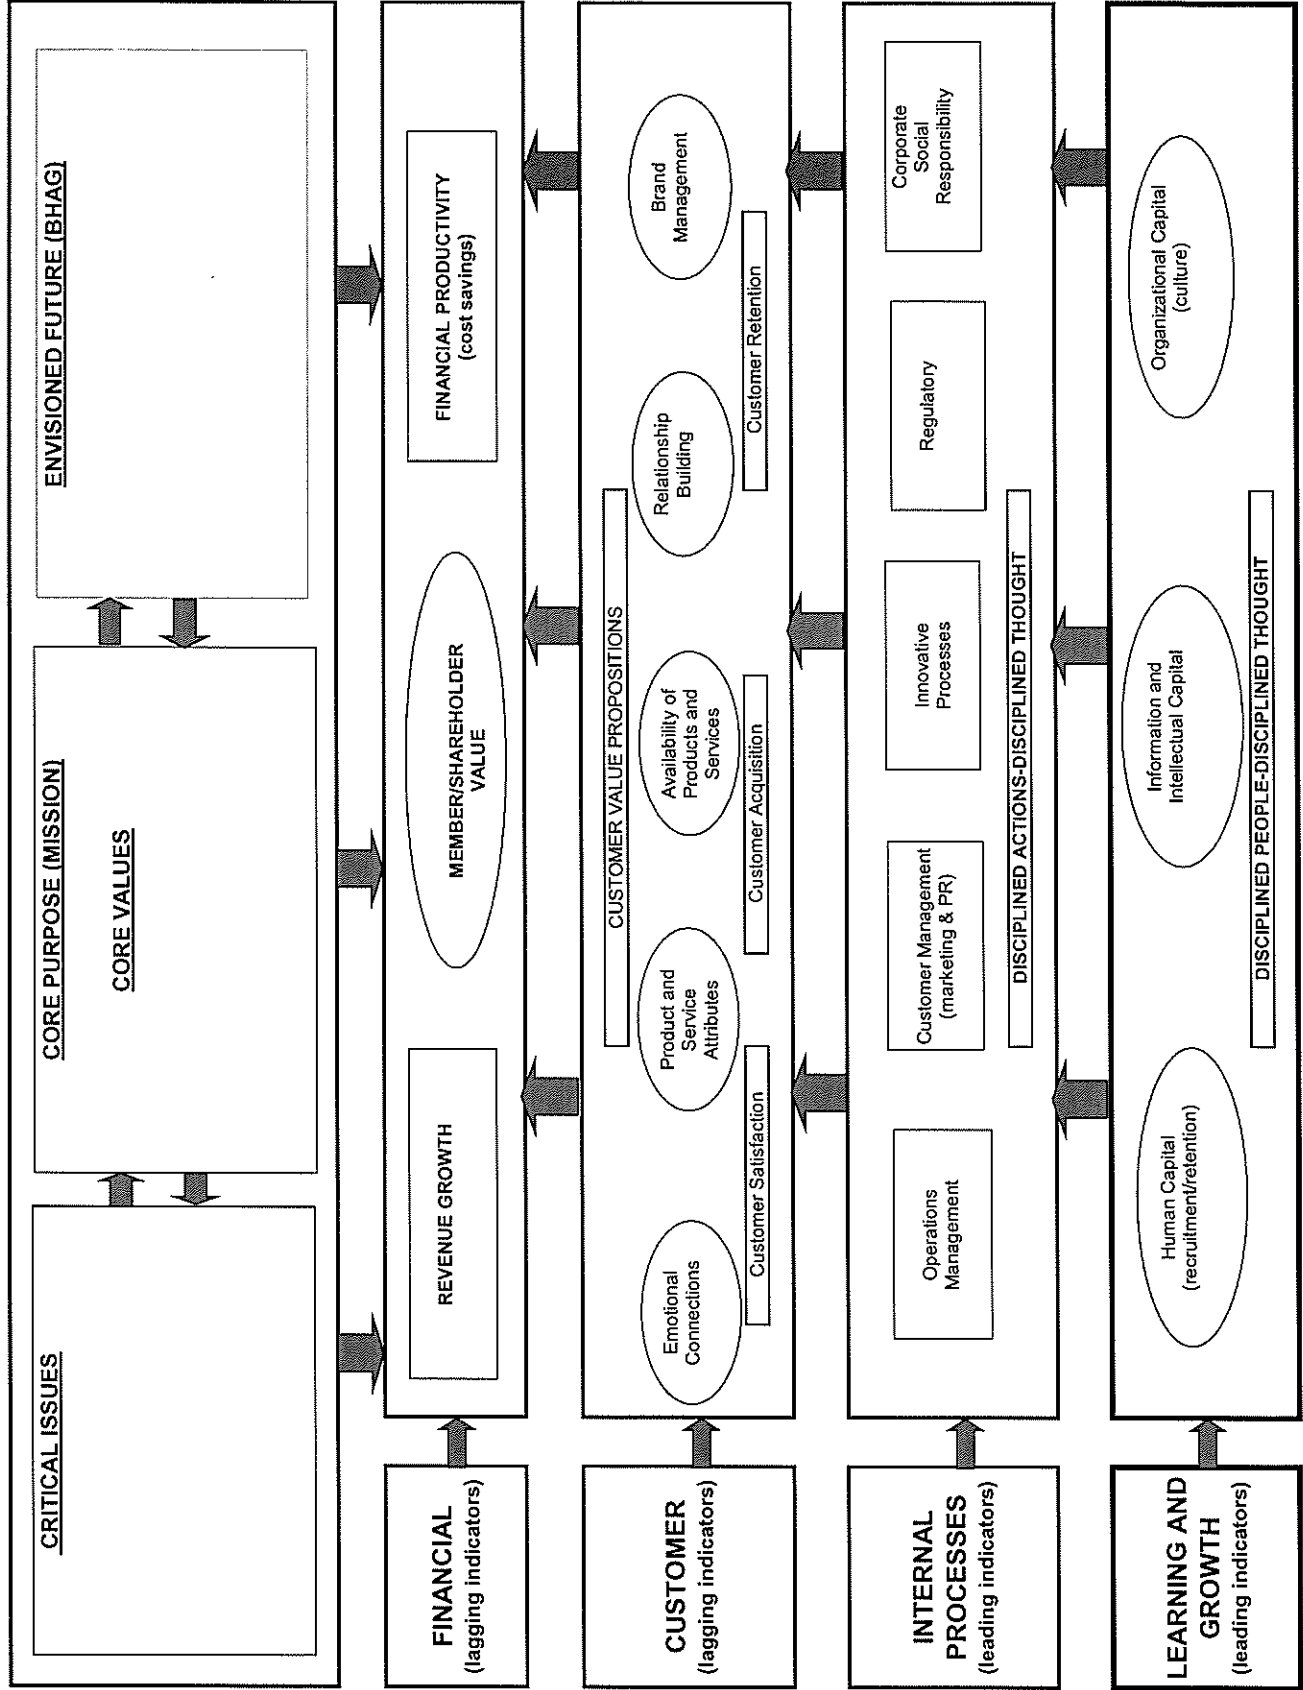 CRITICAL ISSUES
CORE PURPOSE (MISSION)
CORE VALUES
ENVISIONED FUTURE (BHAG)
FINANCIAL
(lagging indicators)
REVENUE GROWTH
MEMBER/SHAREHOLDER
VALUE
FINANCIAL PRODUCTIVITY
(cost savings)
CUSTOMER
(lagging indicators)
CUSTOMER VALUE PROPOSITIONS
Emotional
Connections
Product and
Service
Attributes
Availability of
Products and
Services
Relationship
Building
Brand
Management
Customer Satisfaction
Customer Acquisition
Customer Retention
INTERNAL
PROCESSES
(leading indicators)
Operations
Management
Customer Management
(marketing & PR)
Innovative
Processes
Regulatory
Corporate
Social
Responsibility
DISCIPLINED ACTIONS-DISCIPLINED THOUGHT
LEARNING AND
GROWTH
(leading indicators)
Human Capital
(recruitment/retention)
Information and
Intellectual Capital
Organizational Capital
(culture)
DISCIPLINED PEOPLE-DISCIPLINED THOUGHT